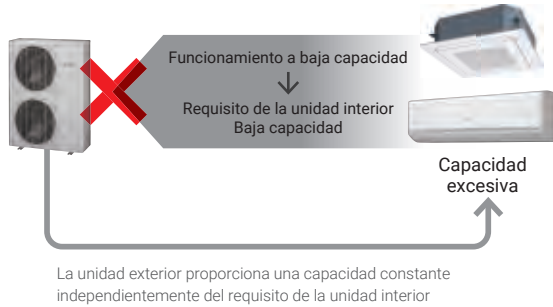 Funcionamiento a baja capacidad
Requisito de la unidad interior
Baja capacidad
Capacidad
excesiva
La unidad exterior proporciona una capacidad constante
independientemente del requisito de la unidad interior